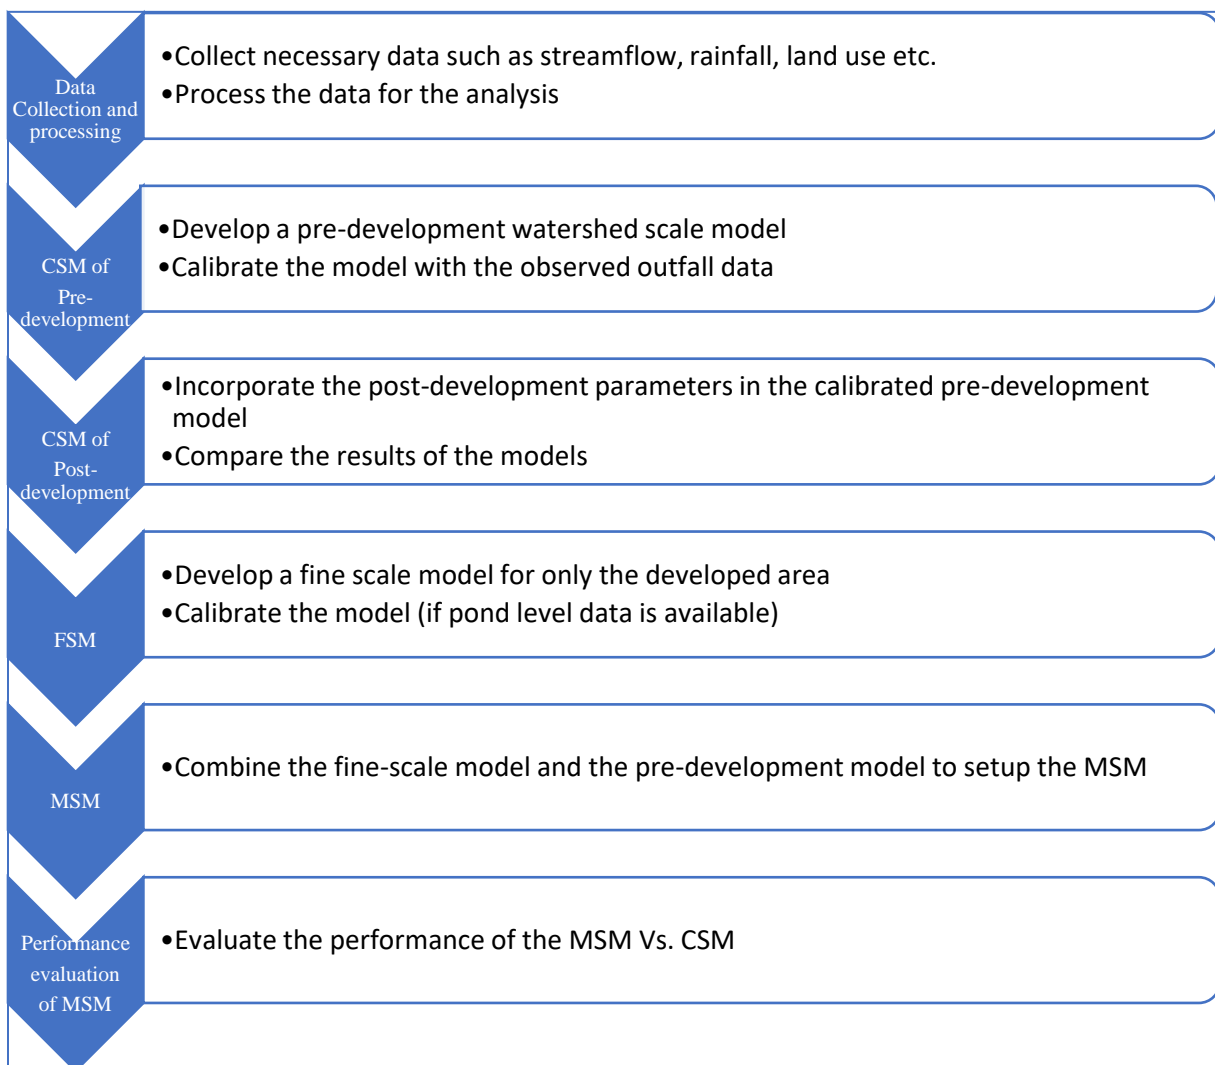 Data
Collection and
processing
•Collect necessary data such as streamflow, rainfall, land use etc.
•Process the data for the analysis
CSM of
Pre-
development
•Develop a pre-development watershed scale model
•Calibrate the model with the observed outfall data
CSM of
Post-
development
•Incorporate the post-development parameters in the calibrated pre-development
model
•Compare the results of the models
FSM
•Develop a fine scale model for only the developed area
•Calibrate the model (if pond level data is available)
MSM
•Combine the fine-scale model and the pre-development model to setup the MSM
Performance
evaluation
of MSM
•Evaluate the performance of the MSM Vs. CSM